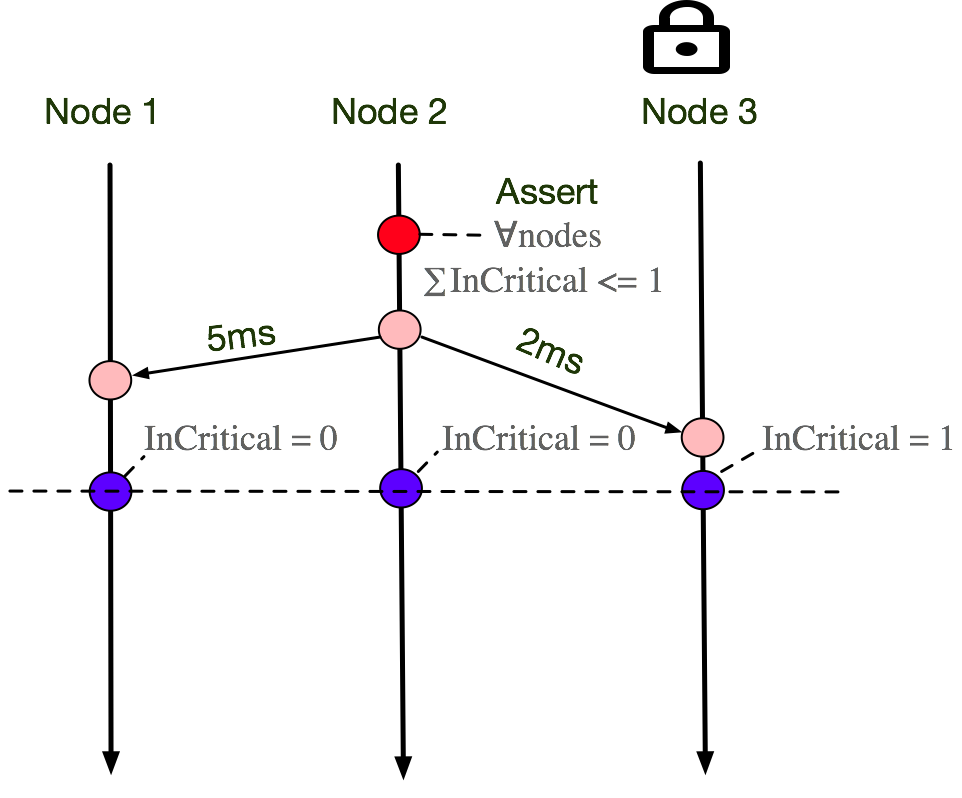 Node 1
Node 2
Node 3
Assert
∀nodes
∑InCritical <= 1
5ms
2ms
InCritical = 0
InCritical = 0
InCritical = 1